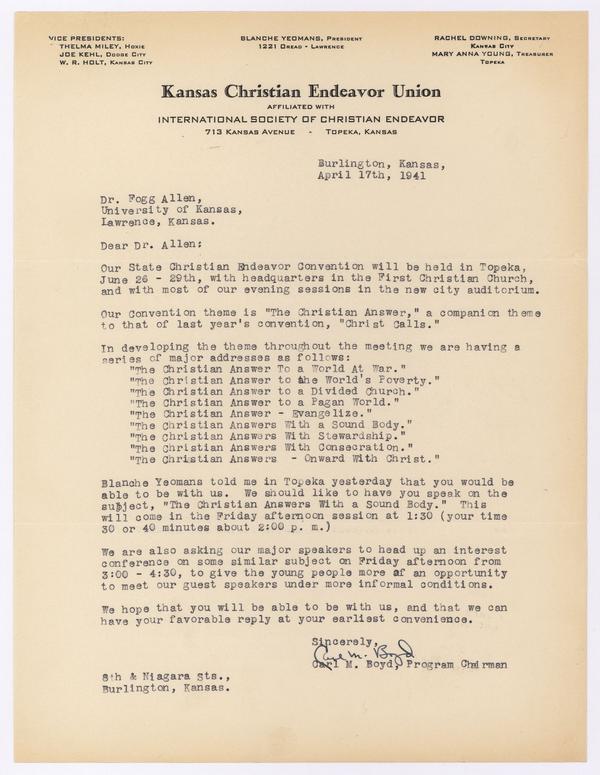 VICE PRESIDENTS:
THELMA MILEY, HOXIE
JOE KEHL, DODGE CITY
W. R. HOLT, KANSAS CITY
BLANCHE YEOMANS, PRESIDENT
1221 OREAD - LAWRENCE
RACHEL DOWNING, SECRETARY
KANSAS CITY
MARY ANNA YOUNG, TREASURER
TOPEKA
Kansas Christian Endeavor Union
AFFILIATED WITH
INTERNATIONAL SOCIETY OF CHRISTIAN ENDEAVOR
713 KANSAS AVENUE - TOPEKA, KANSAS
Burlington, Kansas,
April 17th, 1941
Dr. Fogg Allen,
University of Kansas,
Lawrence, Kansas.
Dear Dr. Allen:
Our State Christian Endeavor Convention will be held in Topeka,
June 26 - 29th, with headquarters in the First Christian Church,
and with most of our evening sessions in the new city auditorium.
Our Convention theme is "The Christian Answer," a companion theme
to that of last year's convention, "Christ Calls."
In developing the theme throughout the meeting we are having a
series of major addresses as follows:
"The Christian Answer To a World At War."
"The Christian Answer to the World's Poverty."
"The Christian Answer to a Divided Church."
"The Christian Answer to a Pagan World."
"The Christian Answer - Evangelize."
"The Christian Answers With a Sound Body."
"The Christian Answers With Stewardship."
"The Christian Answers With Consecration."
"The Christian Answers - Onward With Christ."
Blanche Yeomans told me in Topeka yesterday that you would be
able to be with us. We should like to have you speak on the
subject, "The Christian Answers With a Sound Body." This
will come in the Friday afternoon session at 1:30 (your time
30 or 40 minutes about 2:00 p. m.)
We are also asking our major speakers to head up an interest
conference on some similar subject on Friday afternoon from
3:00 - 4:30, to give the young people more of an opportunity
to meet our guest speakers under more informal conditions.
We hope that you will be able to be with us, and that we can
have your favorable reply at your earliest convenience.
Sincerely,
Carl M. Boyd
Carl M. Boyd, Program Chairman
8th & Niagara Sts.,
Burlington, Kansas.